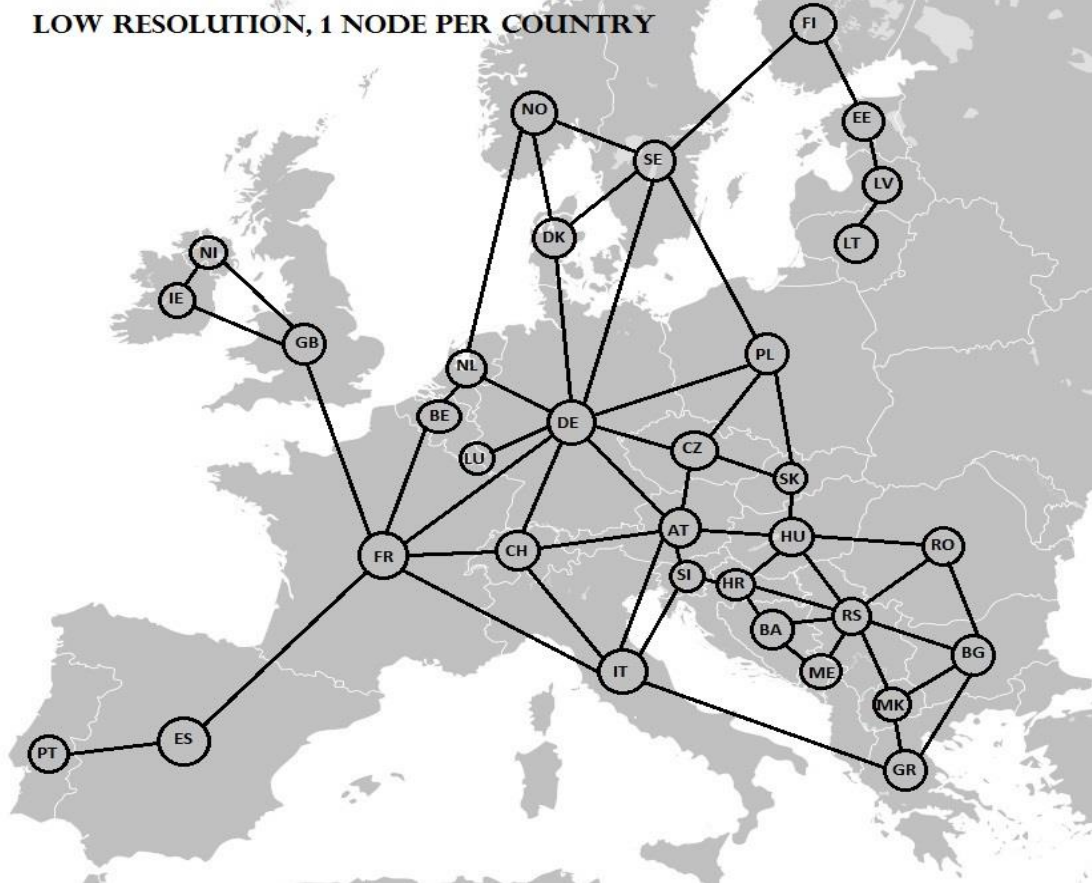 LOW RESOLUTION, 1 NODE PER COUNTRY
FI
NO
EE
SE
LV
DK
LT
NI
IE
GB
PL
NL
BE
DE
CZ
LU
SK
AT
HU
RO
FR
CH
SI
HR
RS
BA
BG
IT
ME
MK
ES
PT
GR